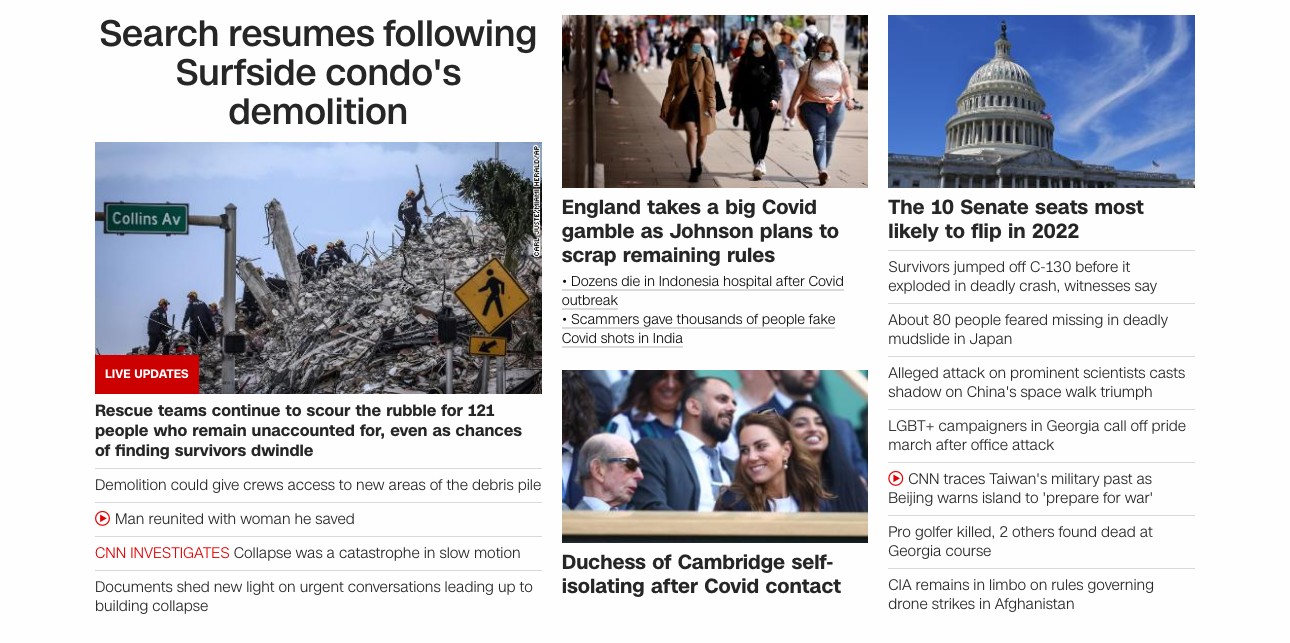 Search resumes following
Surfside condo's
demolition
Collins Av
CARL JUSTE/MIAMI HERALD/AP
LIVE UPDATES
Rescue teams continue to scour the rubble for 121
people who remain unaccounted for, even as chances
of finding survivors dwindle
Demolition could give crews access to new areas of the debris pile
Man reunited with woman he saved
CNN INVESTIGATES Collapse was a catastrophe in slow motion
Documents shed new light on urgent conversations leading up to
building collapse
England takes a big Covid
gamble as Johnson plans to
scrap remaining rules
• Dozens die in Indonesia hospital after Covid
outbreak
• Scammers gave thousands of people fake
Covid shots in India
Duchess of Cambridge self-
isolating after Covid contact
The 10 Senate seats most
likely to flip in 2022
Survivors jumped off C-130 before it
exploded in deadly crash, witnesses say
About 80 people feared missing in deadly
mudslide in Japan
Alleged attack on prominent scientists casts
shadow on China's space walk triumph
LGBT+ campaigners in Georgia call off pride
march after office attack
CNN traces Taiwan's military past as
Beijing warns island to 'prepare for war'
Pro golfer killed, 2 others found dead at
Georgia course
CIA remains in limbo on rules governing
drone strikes in Afghanistan